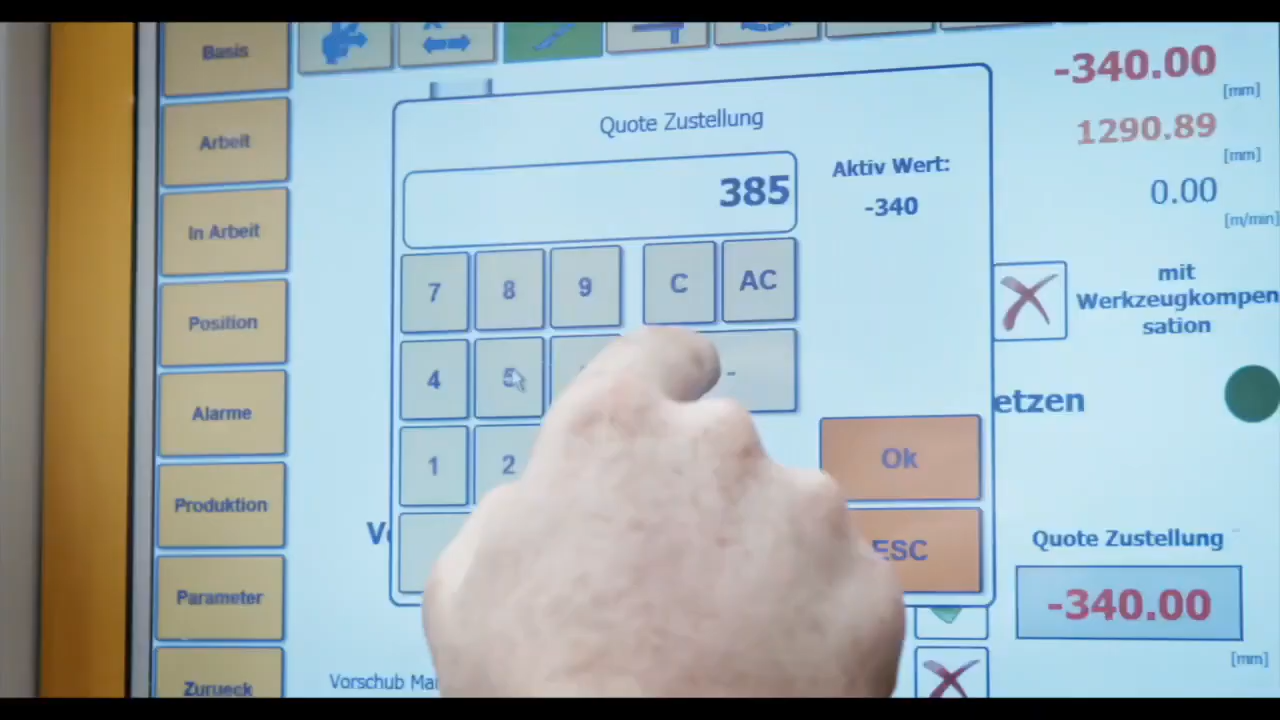 Basis
Arbeit
In Arbeit
Position
Alarme
Produktion
Parameter
Zurueck
Quote Zustellung
385
Aktiv Wert:
-340
7
8
9
C
AC
4
5
-
1
2
Ok
ESC
-340.00
[mm]
1290.89
[mm]
0.00
[m/min]
mit
Werkzeugkompen
sation
etzen
Quote Zustellung
-340.00
[mm]
Vorschub Ma